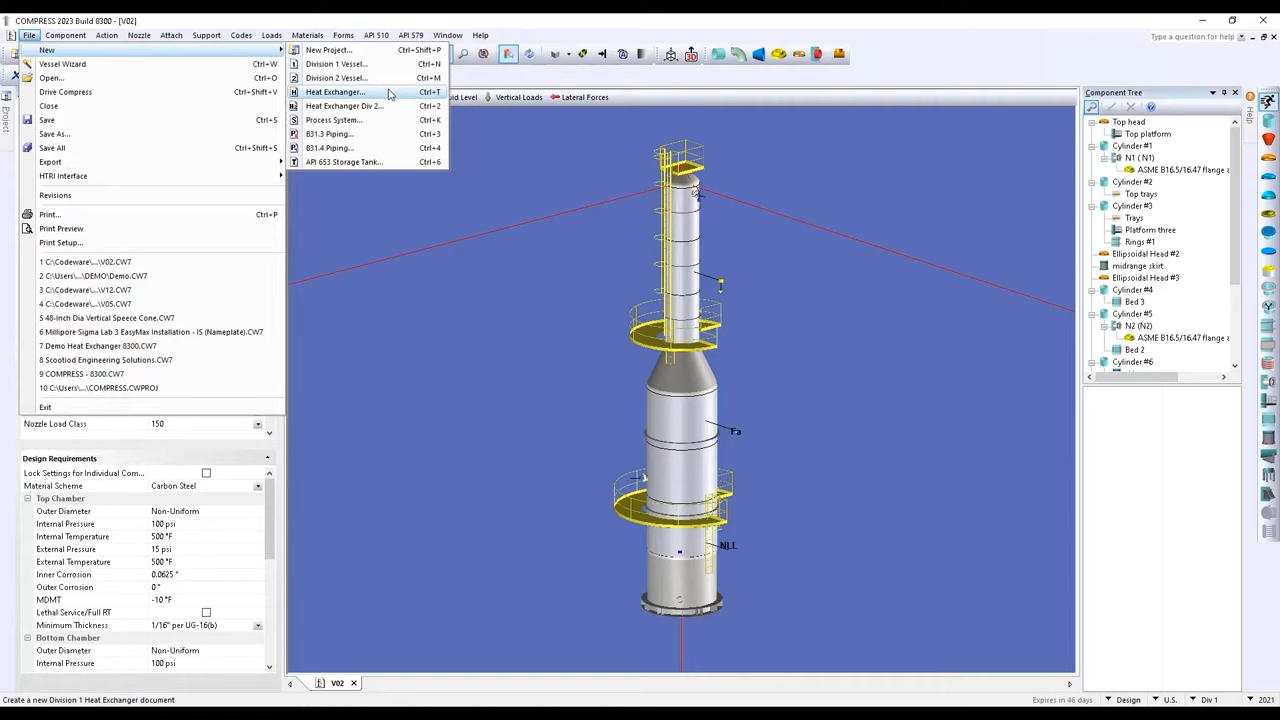 COMPRESS 2023 Build 8300 - [V02]
File Component Action Nozzle Attach Support Codes Loads Materials Forms API 510 API 579 Window Help
Type a question for help
New
Vessel Wizard Ctrl+W
Open... Ctrl+O
Drive Compress Ctrl+Shift+V
Close
Save Ctrl+S
Save As...
Save All Ctrl+Shift+S
Export
HTRI Interface
Revisions
Print... Ctrl+P
Print Preview
Print Setup...
1 C:\Codeware\...\V02.CW7
2 C:\Users\...\DEMO\Demo.CW7
3 C:\Codeware\...\V12.CW7
4 C:\Codeware\...\V05.CW7
5 48-Inch Dia Vertical Speece Cone.CW7
6 Millipore Sigma Lab 3 EasyMax Installation - IS (Nameplate).CW7
7 Demo Heat Exchanger 8300.CW7
8 Scootied Engineering Solutions.CW7
9 COMPRESS - 8300.CW7
10 C:\Users\...\COMPRESS.CWPROJ
Exit
New Project... Ctrl+Shift+P
Division 1 Vessel... Ctrl+N
Division 2 Vessel... Ctrl+M
Heat Exchanger... Ctrl+T
Heat Exchanger Div 2... Ctrl+2
Process System... Ctrl+K
B31.3 Piping... Ctrl+3
B31.4 Piping... Ctrl+4
API 653 Storage Tank... Ctrl+6
Project
3D
uid Level Vertical Loads Lateral Forces
Nozzle Load Class 150
Design Requirements
Lock Settings for Individual Com...
Material Scheme Carbon Steel
Top Chamber
Outer Diameter Non-Uniform
Internal Pressure 100 psi
Internal Temperature 500 °F
External Pressure 15 psi
External Temperature 500 °F
Inner Corrosion 0.0625 "
Outer Corrosion 0 "
MDMT -10 °F
Lethal Service/Full RT
Minimum Thickness 1/16" per UG-16(b)
Bottom Chamber
Outer Diameter Non-Uniform
Internal Pressure 100 psi
Fa
NLL
Component Tree
Top head
Top platform
Cylinder #1
N1 ( N1)
ASME B16.5/16.47 flange a
Cylinder #2
Top trays
Cylinder #3
Trays
Platform three
Rings #1
Ellipsoidal Head #2
midrange skirt
Ellipsoidal Head #3
Cylinder #4
Bed 3
Cylinder #5
N2 (N2)
ASME B16.5/16.47 flange a
Bed 2
Cylinder #6
Help
V02
Create a new Division 1 Heat Exchanger document
Expires in 46 days Design U.S. Div 1 2021